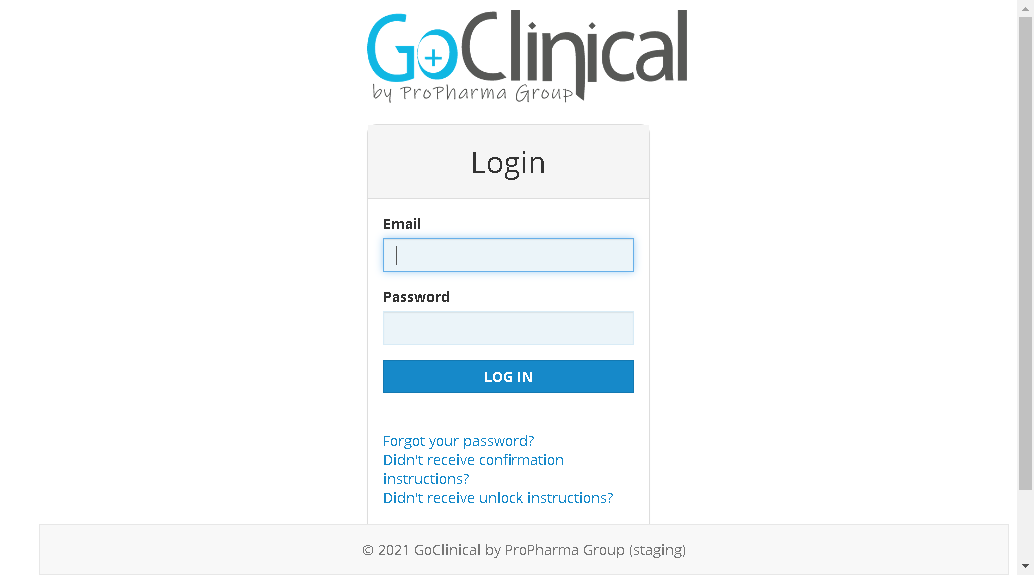 GoClinical
by ProPharma Group
Login
Email
Password
LOG IN
Forgot your password?
Didn't receive confirmation
instructions?
Didn't receive unlock instructions?
© 2021 GoClinical by ProPharma Group (staging)